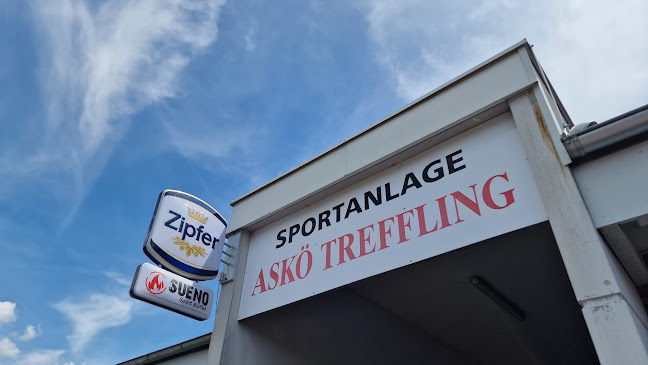 SPORTANLAGE
ASKÖ TREFFLING
Zipfer
SUENO